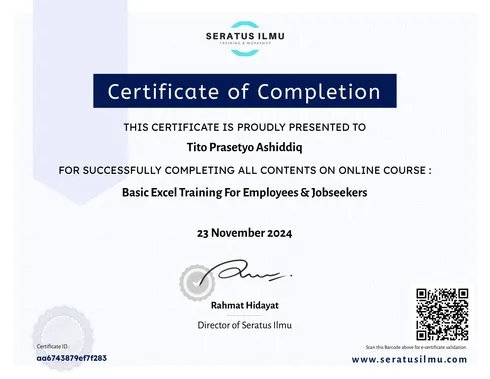 SERATUS ILMU
TRAINING & WORKSHOP
Certificate of Completion
THIS CERTIFICATE IS PROUDLY PRESENTED TO
Tito Prasetyo Ashiddiq
FOR SUCCESSFULLY COMPLETING ALL CONTENTS ON ONLINE COURSE :
Basic Excel Training For Employees & Jobseekers
23 November 2024
Rahmat Hidayat
Director of Seratus Ilmu
Certificate ID :
aa6743879ef7f283
Scan this Barcode above for e-certificate validation.
www.seratusilmu.com